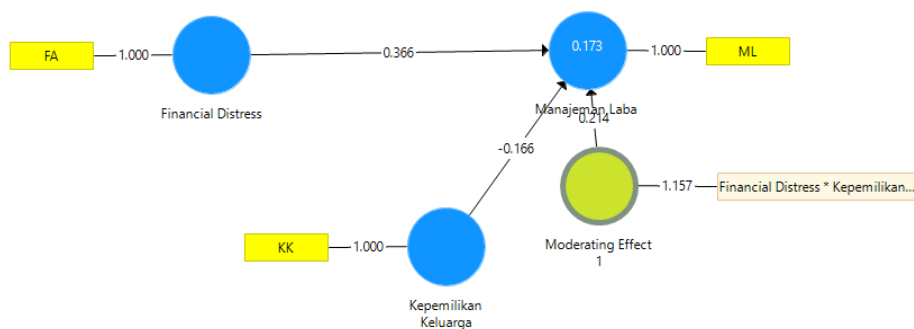 FA
1.000
Financial Distress
0.366
0.173
1.000
ML
Manajeman Laba
0.214
-0.166
1.157
Financial Distress * Kepemilikan...
Moderating Effect
1
KK
1.000
Kepemilikan
Keluarga